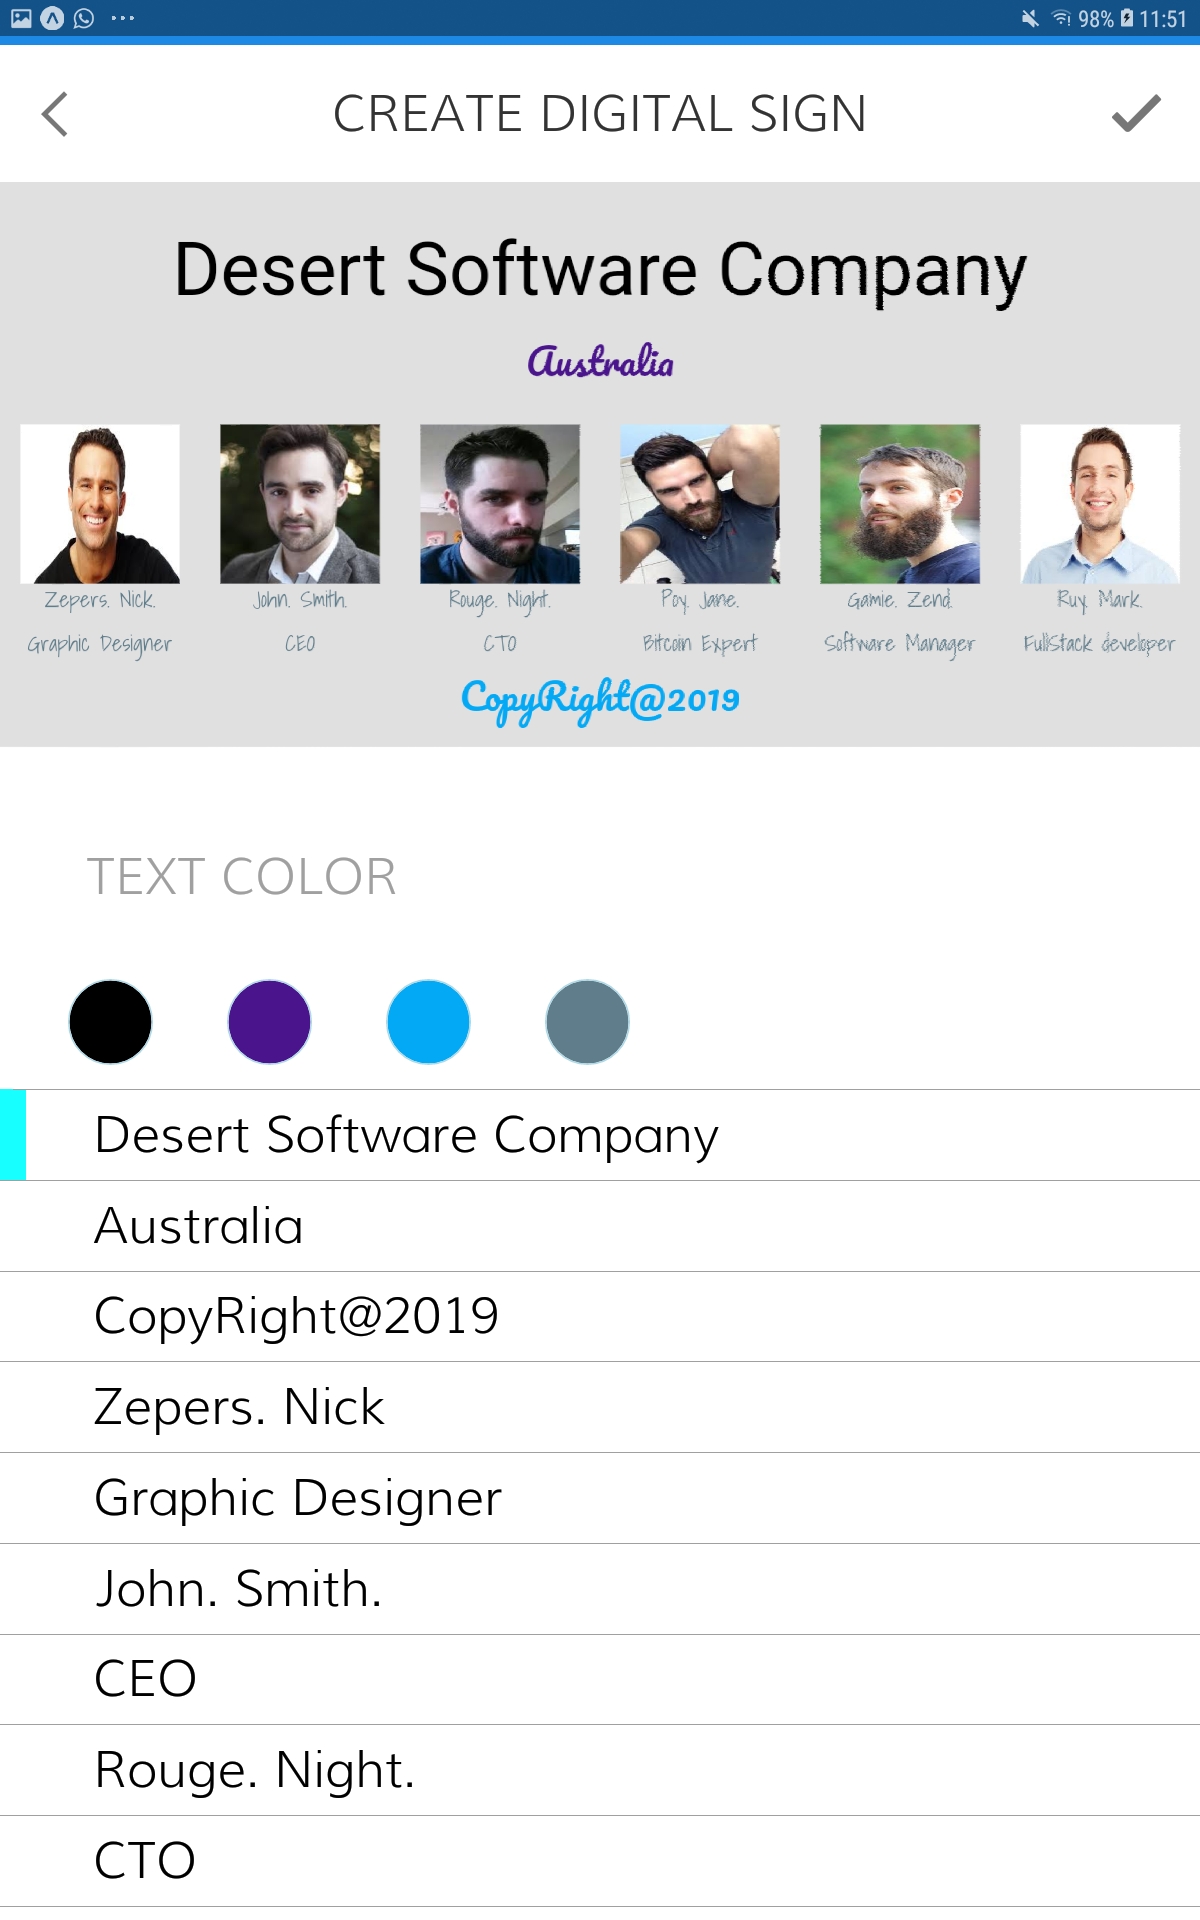 98% 11:51
CREATE DIGITAL SIGN
Desert Software Company
Australia
Zepers. Nick. John. Smith. Rouge. Night. Poy. Jane. Gamie. Zend. Ruy. Mark.
Graphic Designer CEO CTO Bitcoin Expert Software Manager FullStack developer
CopyRight@2019
TEXT COLOR
Desert Software Company
Australia
CopyRight@2019
Zepers. Nick
Graphic Designer
John. Smith.
CEO
Rouge. Night.
CTO